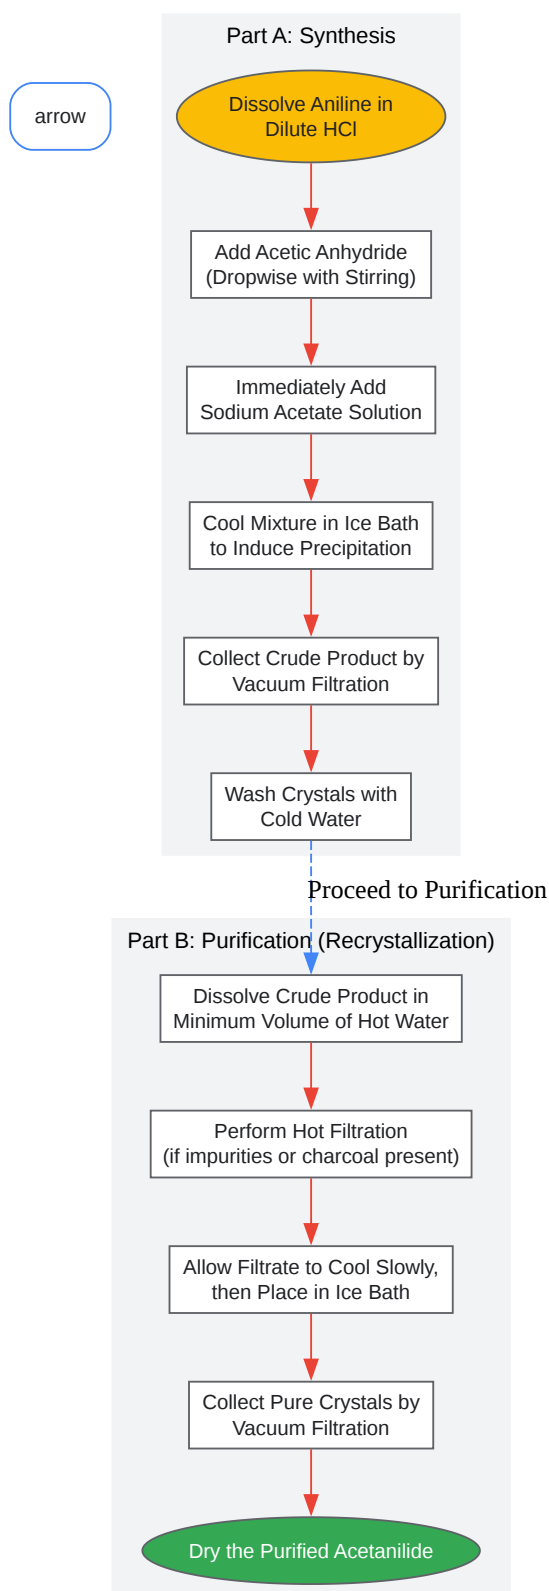 Part A: Synthesis
arrow
Dissolve Aniline in
Dilute HCl
Add Acetic Anhydride
(Dropwise with Stirring)
Immediately Add
Sodium Acetate Solution
Cool Mixture in Ice Bath
to Induce Precipitation
Collect Crude Product by
Vacuum Filtration
Wash Crystals with
Cold Water
Proceed to Purification
Part B: Purification (Recrystallization)
Dissolve Crude Product in
Minimum Volume of Hot Water
Perform Hot Filtration
(if impurities or charcoal present)
Allow Filtrate to Cool Slowly,
then Place in Ice Bath
Collect Pure Crystals by
Vacuum Filtration
Dry the Purified Acetanilide